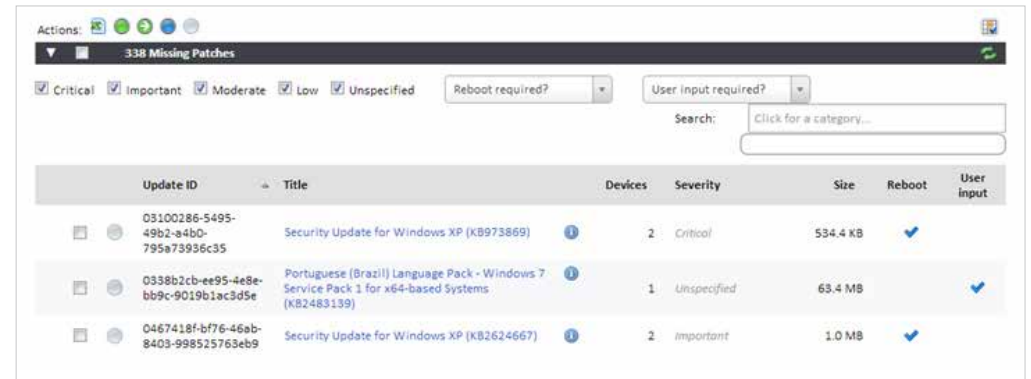 Actions:
338 Missing Patches
Critical Important Moderate Low Unspecified Reboot required? User input required?
Search: Click for a category...
Update ID Title Devices Severity Size Reboot User input
03100286-5495-
49b2-a4b0-
795a73936c35
Security Update for Windows XP (KB973869) 2 Critical 534.4 KB
0338b2cb-ee95-4e8e-
bb9c-9019b1ac3d5e
Portuguese (Brazil) Language Pack - Windows 7
Service Pack 1 for x64-based Systems
(KB2483139)
1 Unspecified 63.4 MB
0467418f-bf76-46ab-
8403-998525763eb9
Security Update for Windows XP (KB2624667) 2 Important 1.0 MB